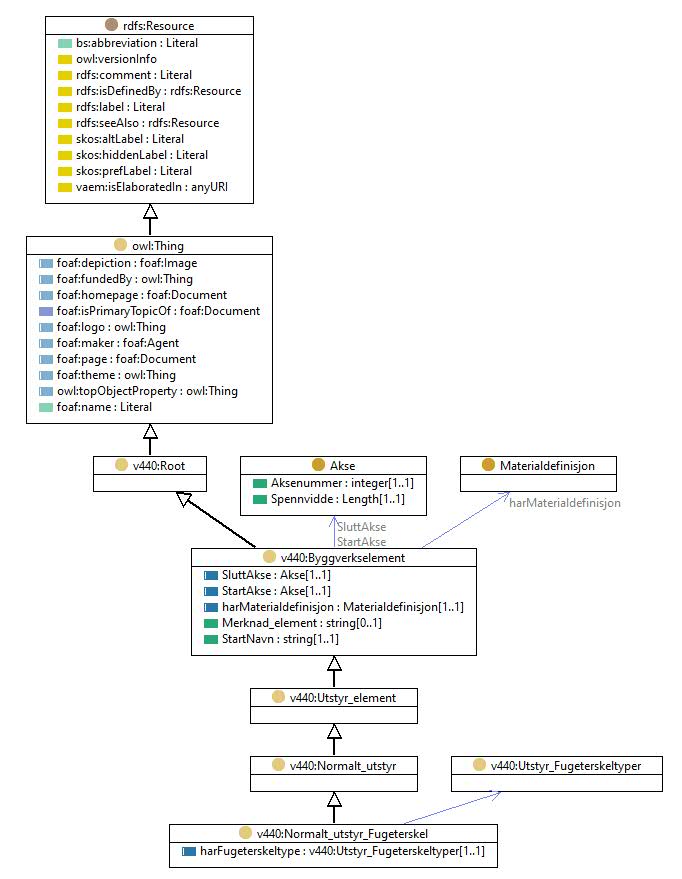 rdfs:Resource
bs:abbreviation : Literal
owl:versionInfo
rdfs:comment : Literal
rdfs:isDefinedBy : rdfs:Resource
rdfs:label : Literal
rdfs:seeAlso : rdfs:Resource
skos:altLabel : Literal
skos:hiddenLabel : Literal
skos:prefLabel : Literal
vaem:isElaboratedIn : anyURI
owl:Thing
foaf:depiction : foaf:Image
foaf:fundedBy : owl:Thing
foaf:homepage : foaf:Document
foaf:isPrimaryTopicOf : foaf:Document
foaf:logo : owl:Thing
foaf:maker : foaf:Agent
foaf:page : foaf:Document
foaf:theme : owl:Thing
owl:topObjectProperty : owl:Thing
foaf:name : Literal
v440:Root
Akse
Aksenummer : integer[1..1]
Spennvidde : Length[1..1]
Materialdefinisjon
harMaterialdefinisjon
SluttAkse
StartAkse
v440:Byggverkselement
SluttAkse : Akse[1..1]
StartAkse : Akse[1..1]
harMaterialdefinisjon : Materialdefinisjon[1..1]
Merknad_element : string[0..1]
StartNavn : string[1..1]
v440:Utstyr_element
v440:Normalt_utstyr
v440:Utstyr_Fugeterskeltyper
v440:Normalt_utstyr_Fugeterskel
harFugeterskeltype : v440:Utstyr_Fugeterskeltyper[1..1]